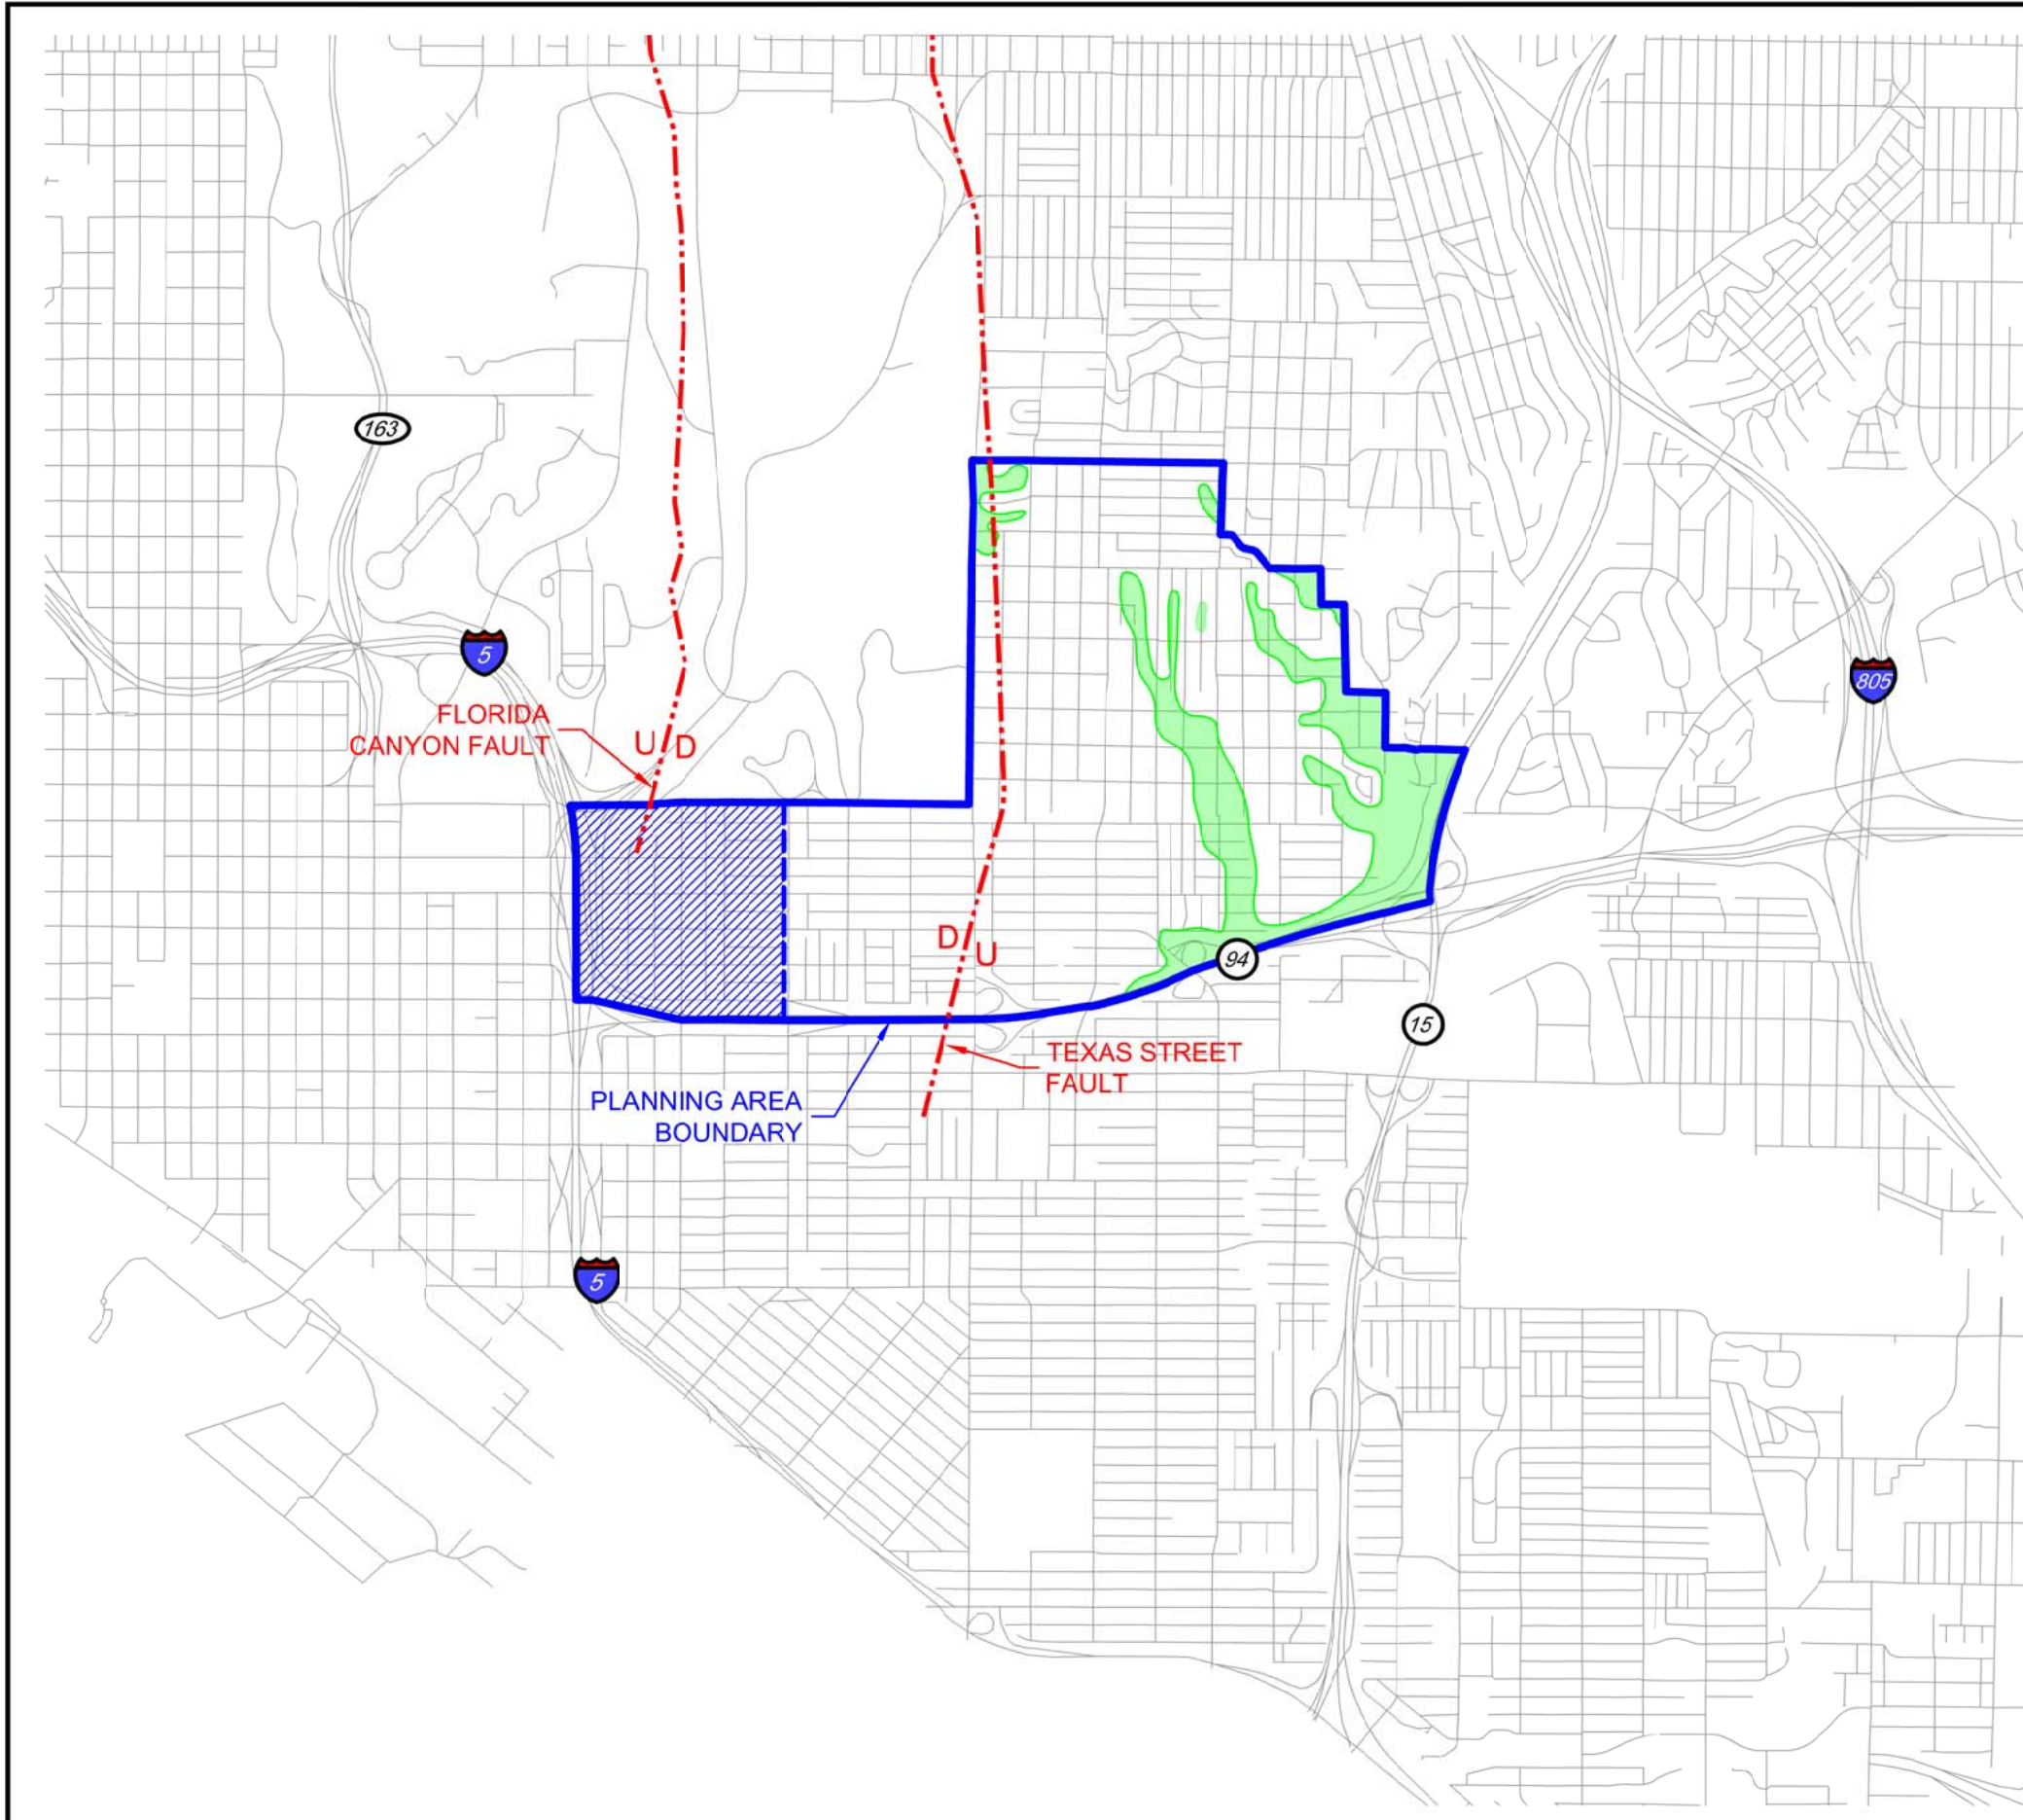 163
5
805
FLORIDA
CANYON FAULT
U
D
D
U
94
15
TEXAS STREET
FAULT
PLANNING AREA
BOUNDARY
5